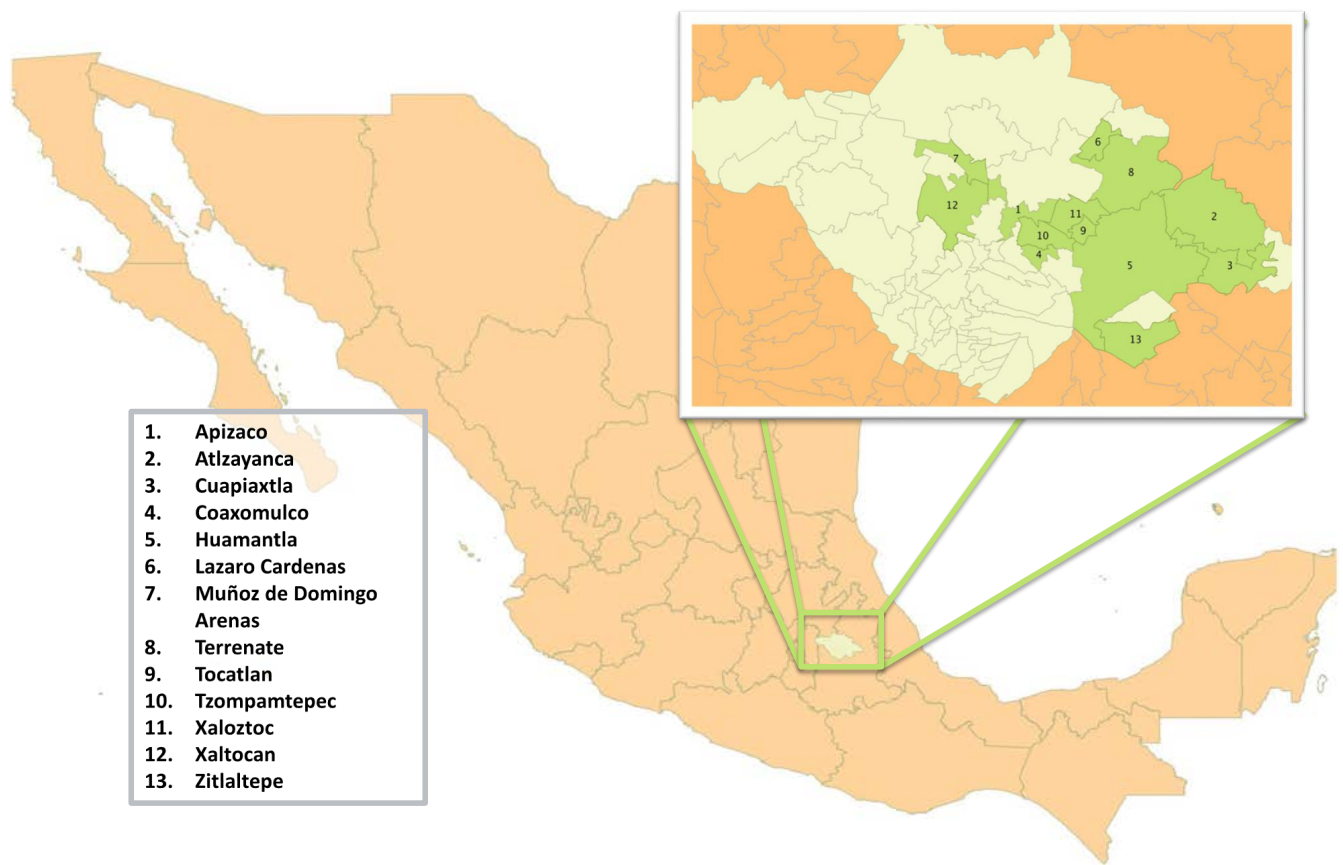 7
6
8
12
1
11
2
10
9
4
5
3
13
1. Apizaco
2. Atlzayanca
3. Cuapiaxtla
4. Coaxomulco
5. Huamantla
6. Lazaro Cardenas
7. Muñoz de Domingo
Arenas
8. Terrenate
9. Tocatlan
10. Tzompamtepec
11. Xaloztoc
12. Xaltocan
13. Zitlaltepe